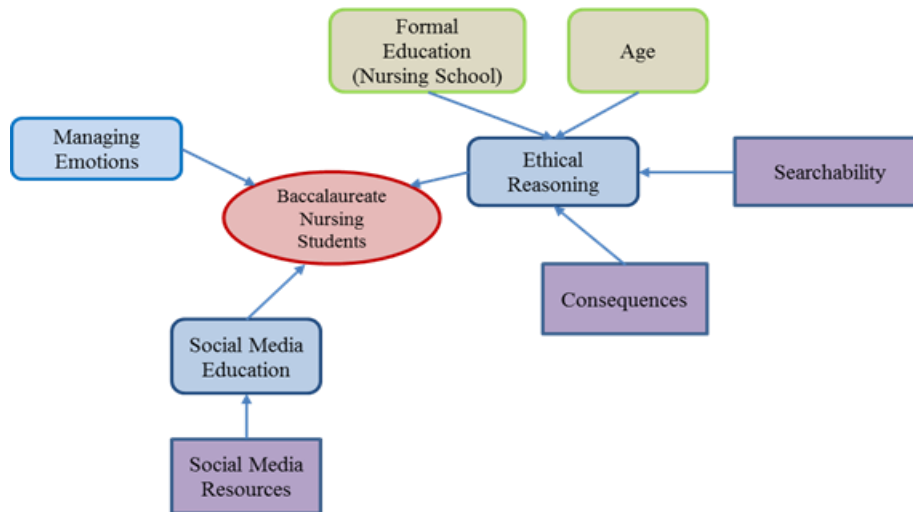 Formal
Education
(Nursing School)
Age
Managing
Emotions
Ethical
Reasoning
Searchability
Baccalaureate
Nursing
Students
Consequences
Social Media
Education
Social Media
Resources